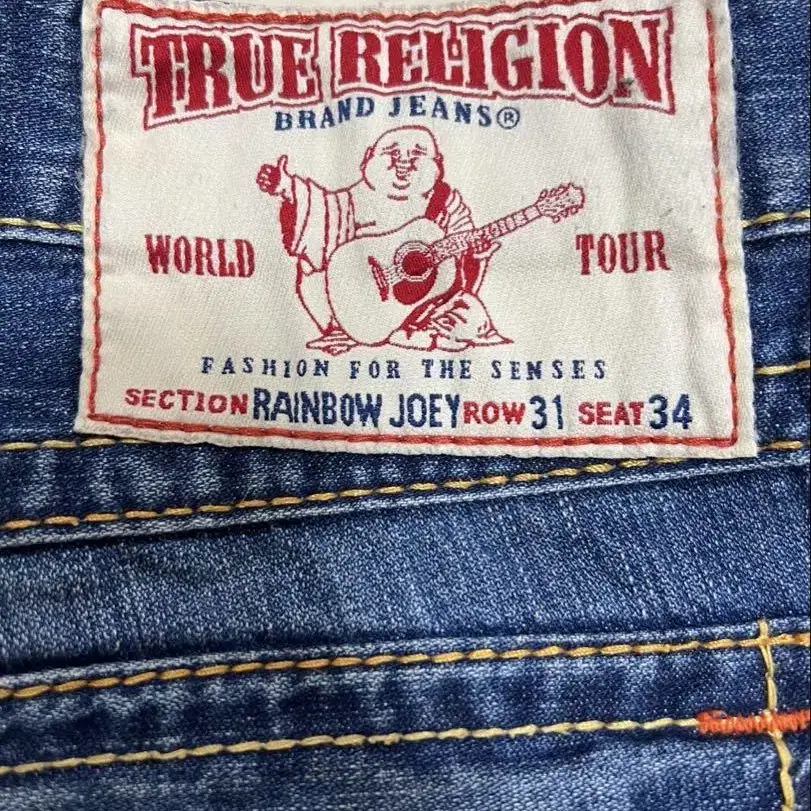 TRUE RELIGION
BRAND JEANS®
WORLD TOUR
FASHION FOR THE SENSES
SECTION RAINBOW JOEY ROW 31 SEAT 34